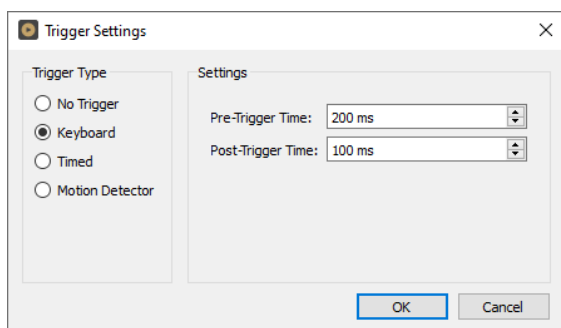 Trigger Settings
Trigger Type
No Trigger
Keyboard
Timed
Motion Detector
Settings
Pre-Trigger Time: 200 ms
Post-Trigger Time: 100 ms
OK Cancel